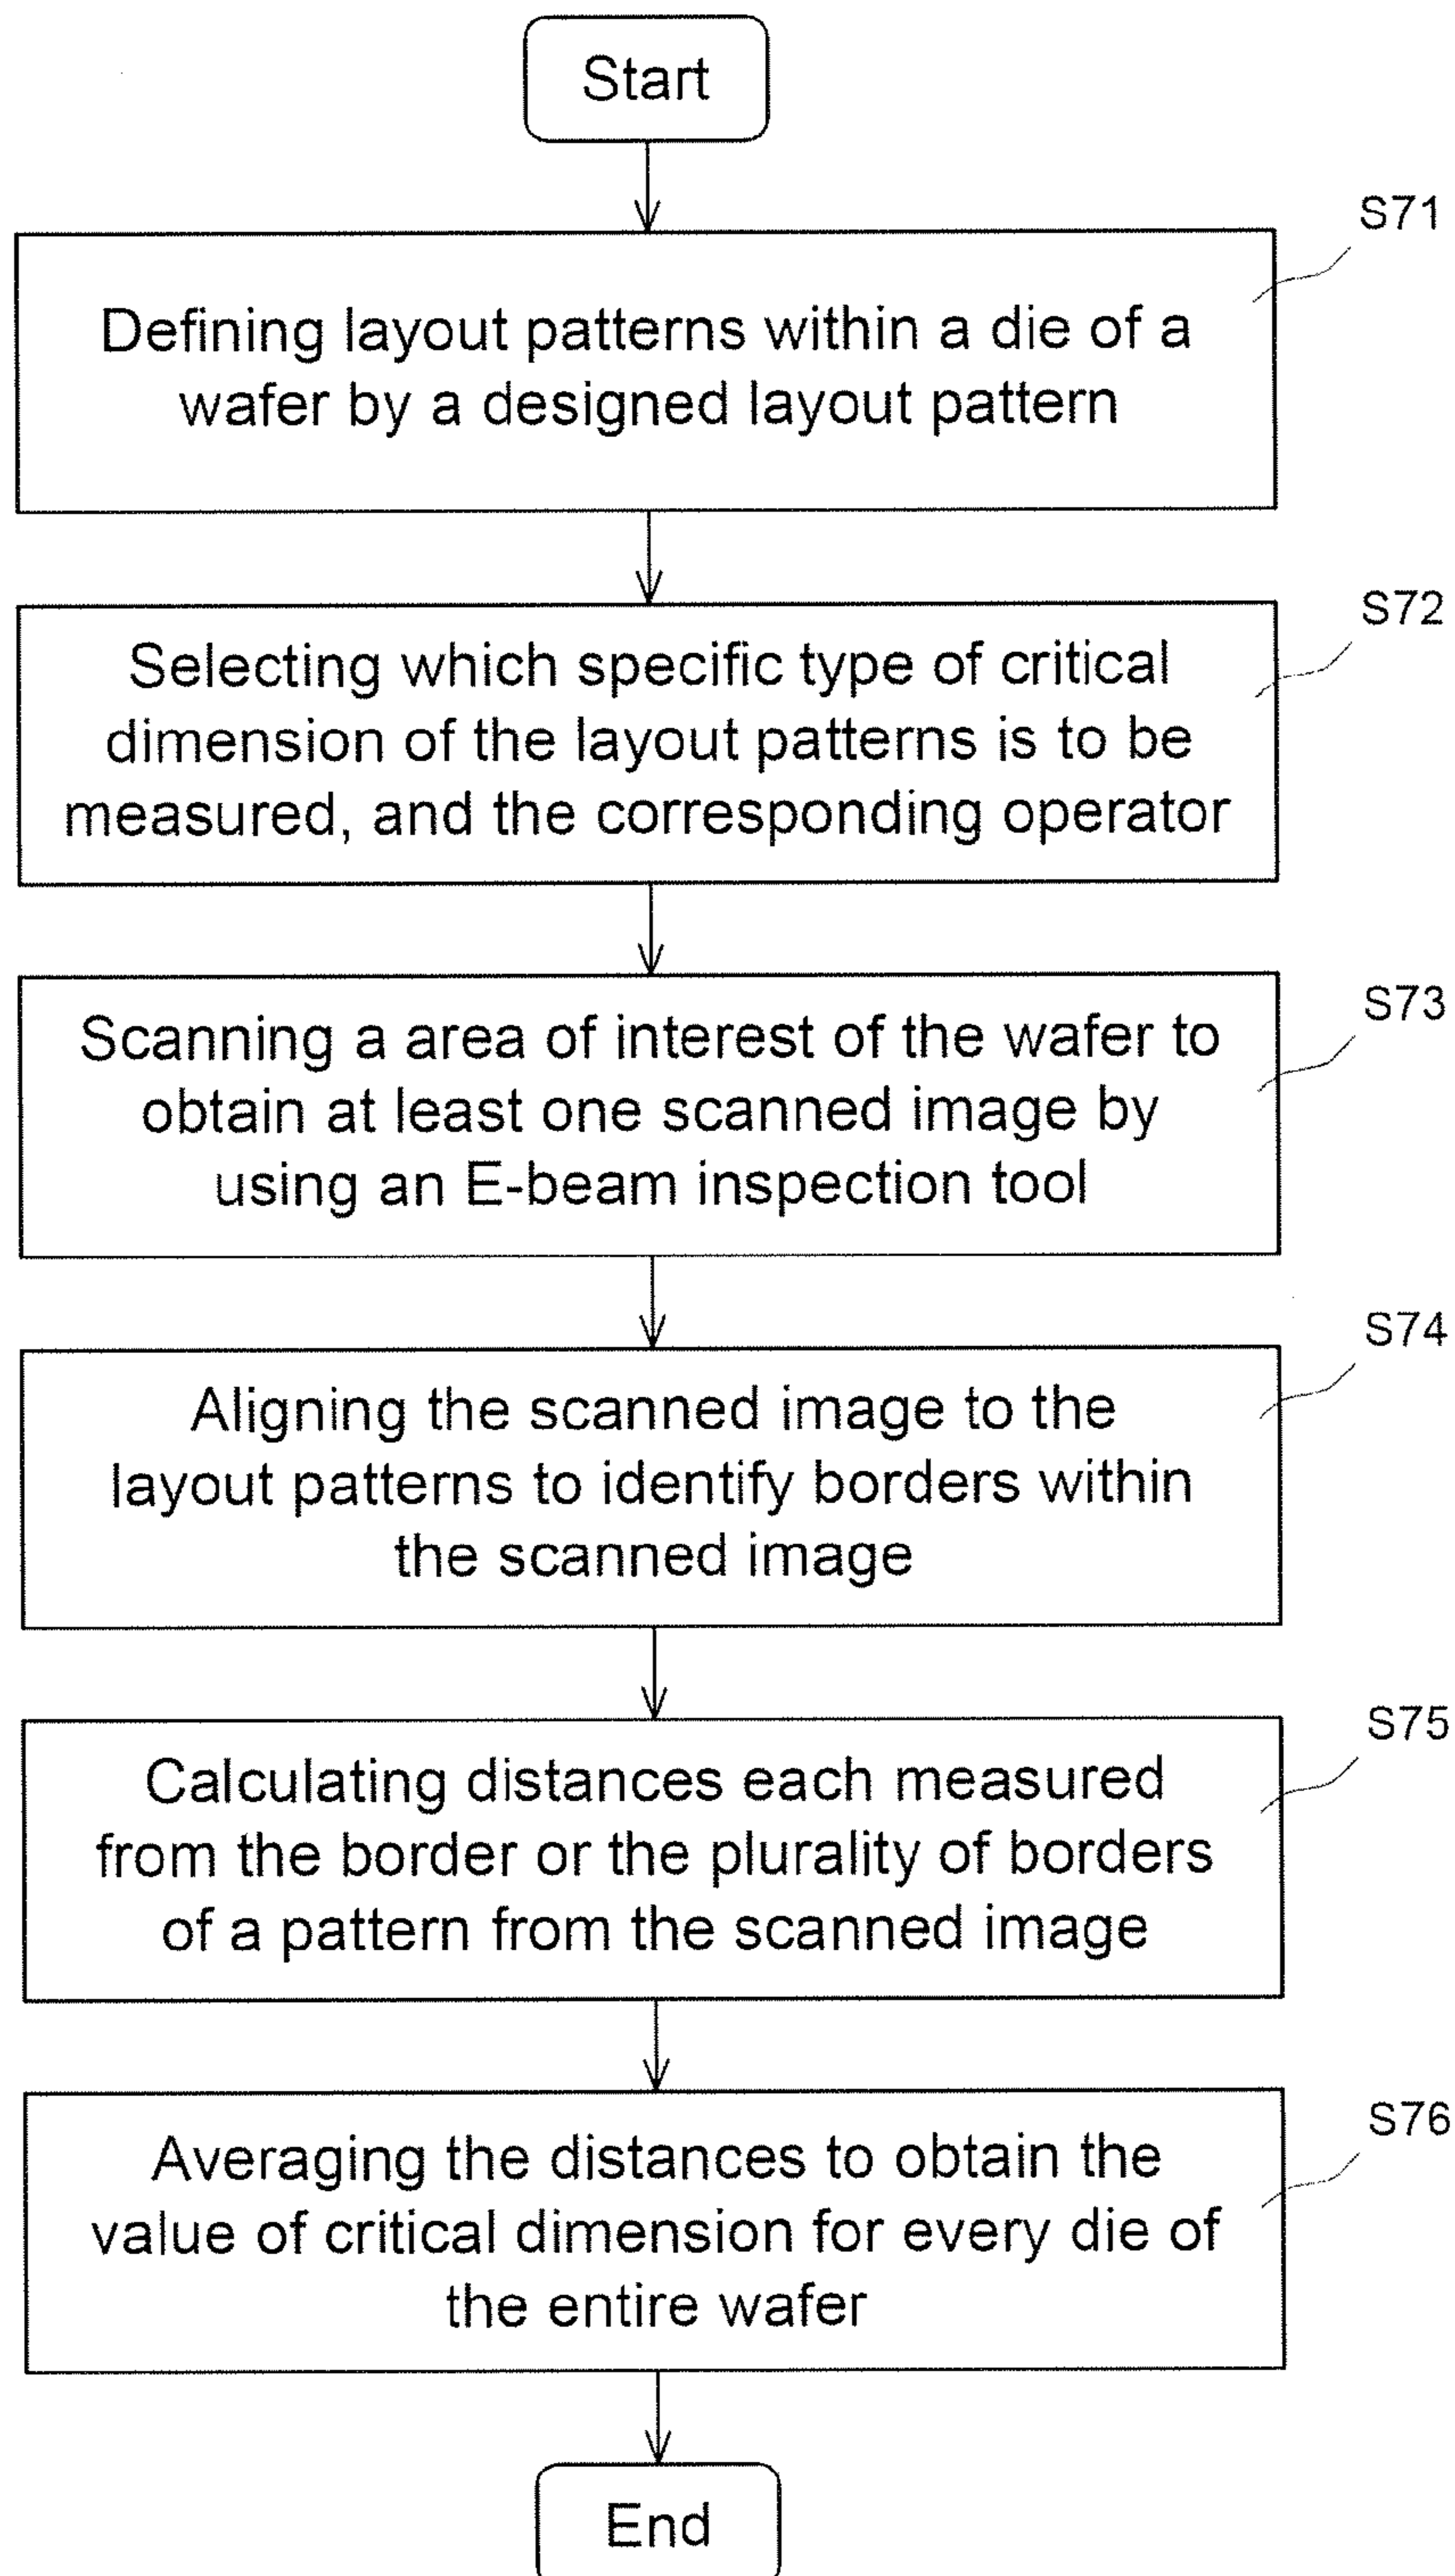 Start
S71
Defining layout patterns within a die of a
wafer by a designed layout pattern
S72
Selecting which specific type of critical
dimension of the layout patterns is to be
measured, and the corresponding operator
S73
Scanning a area of interest of the wafer to
obtain at least one scanned image by
using an E-beam inspection tool
S74
Aligning the scanned image to the
layout patterns to identify borders within
the scanned image
S75
Calculating distances each measured
from the border or the plurality of borders
of a pattern from the scanned image
S76
Averaging the distances to obtain the
value of critical dimension for every die of
the entire wafer
End